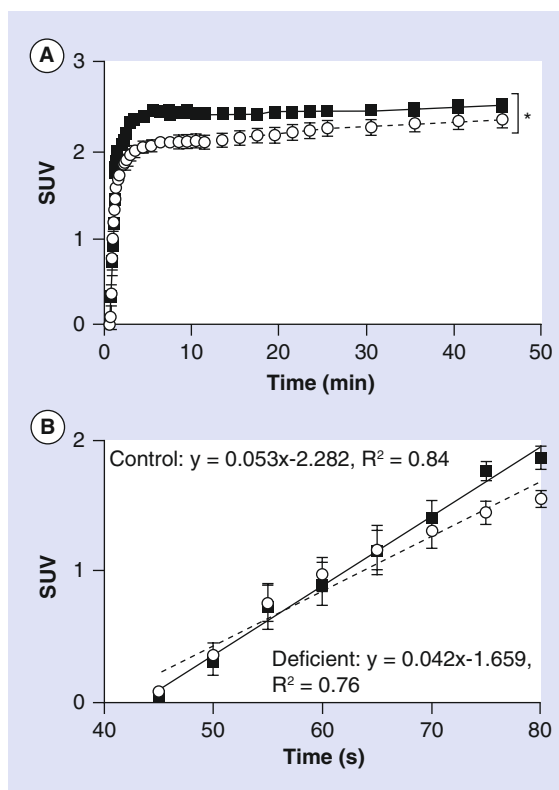 A
3
2
1
0
SUV
*
0 10 20 30 40 50
Time (min)
B
2
1
0
SUV
Control: y = 0.053x-2.282, R² = 0.84
Deficient: y = 0.042x-1.659,
R² = 0.76
40 50 60 70 80
Time (s)